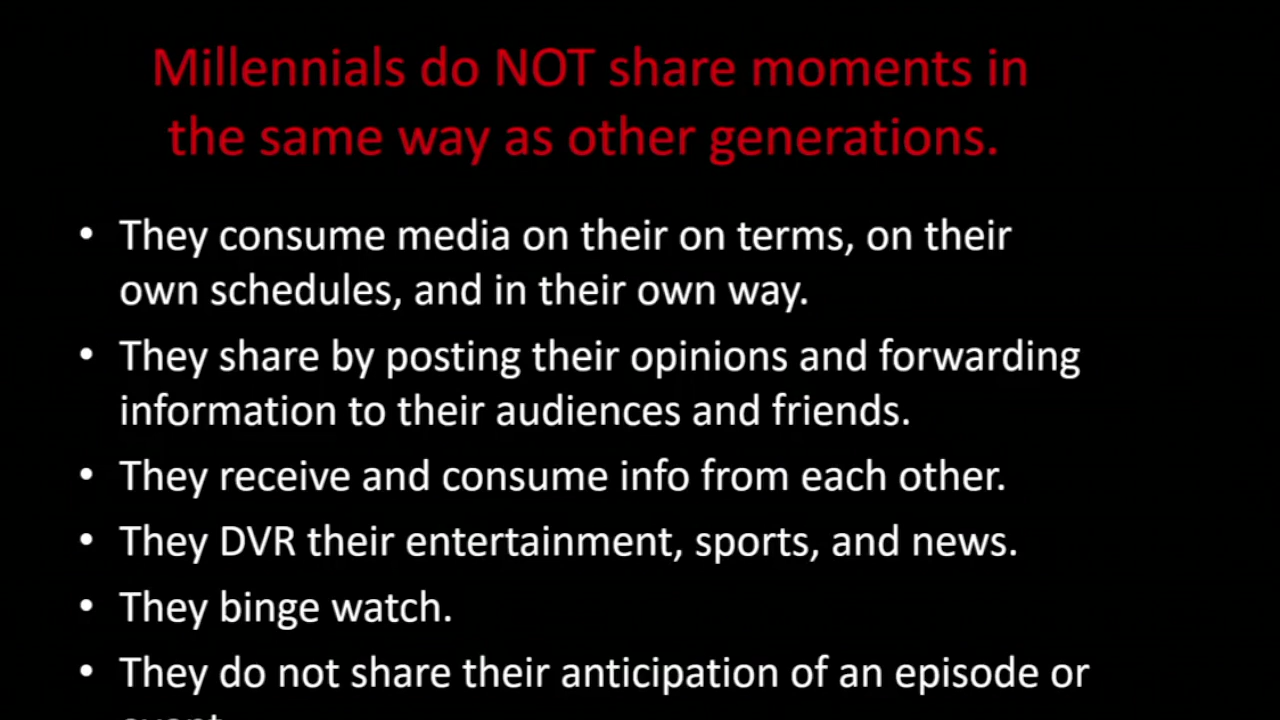 Millennials do NOT share moments in
the same way as other generations.
• They consume media on their on terms, on their
own schedules, and in their own way.
• They share by posting their opinions and forwarding
information to their audiences and friends.
• They receive and consume info from each other.
• They DVR their entertainment, sports, and news.
• They binge watch.
• They do not share their anticipation of an episode or